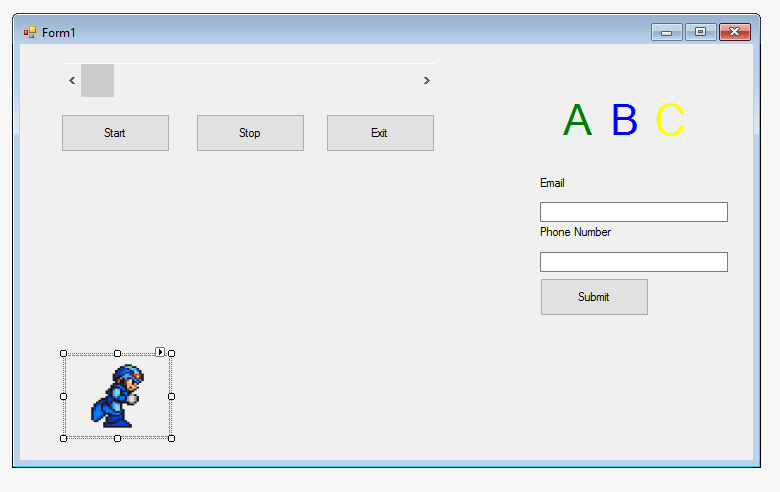 Form1
Start Stop Exit
A B C
Email
Phone Number
Submit